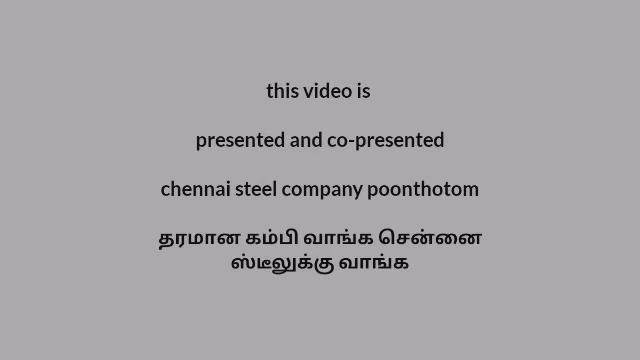 this video is
presented and co-presented
chennai steel company poonthotom
தரமான கம்பி வாங்க சென்னை
ஸ்டீலுக்கு வாங்க